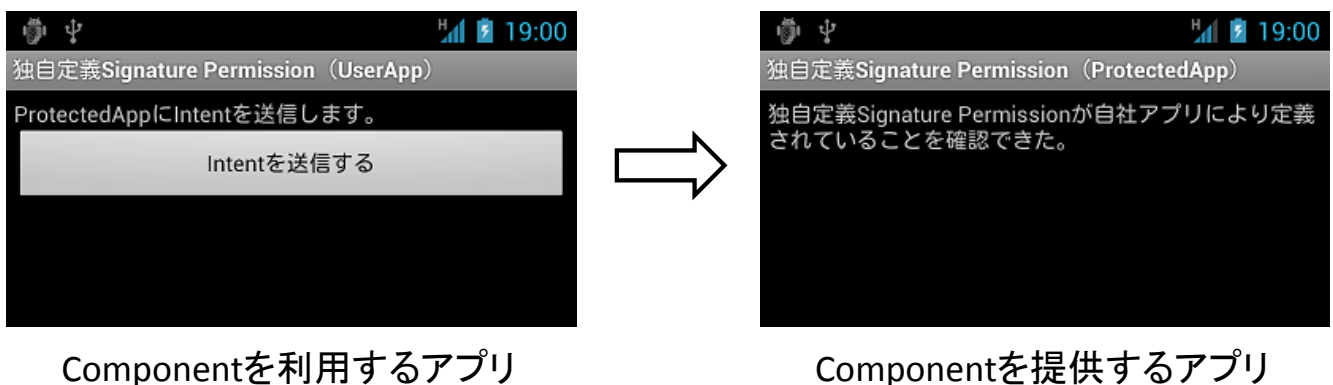 H 19:00
独自定義Signature Permission（UserApp）
ProtectedAppにIntentを送信します。
Intentを送信する
Componentを利用するアプリ
H 19:00
独自定義Signature Permission（ProtectedApp）
独自定義Signature Permissionが自社アプリにより定義
されていることを確認できた。
Componentを提供するアプリ